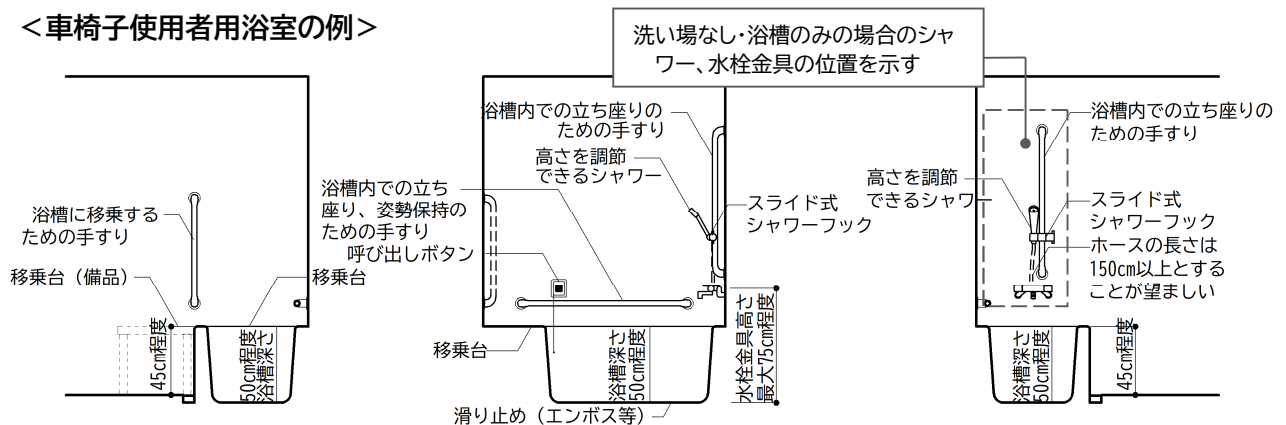 <車椅子使用者用浴室の例>
洗い場なし・浴槽のみの場合のシャ
ワー、水栓金具の位置を示す
浴槽に移乗する
ための手すり
移乗台（備品）
移乗台
45cm程度
50cm程度
浴槽深さ
浴槽内での立ち座りの
ための手すり
高さを調節
できるシャワー
浴槽内での立ち
座り、姿勢保持の
ための手すり
呼び出しボタン
スライド式
シャワーフック
移乗台
浴槽深さ
50cm程度
水栓金具高さ
最大75cm程度
滑り止め（エンボス等）
浴槽内での立ち座りの
ための手すり
高さを調節
できるシャワ
スライド式
シャワーフック
ホースの長さは
150cm以上とする
ことが望ましい
浴槽深さ
50cm程度
45cm程度